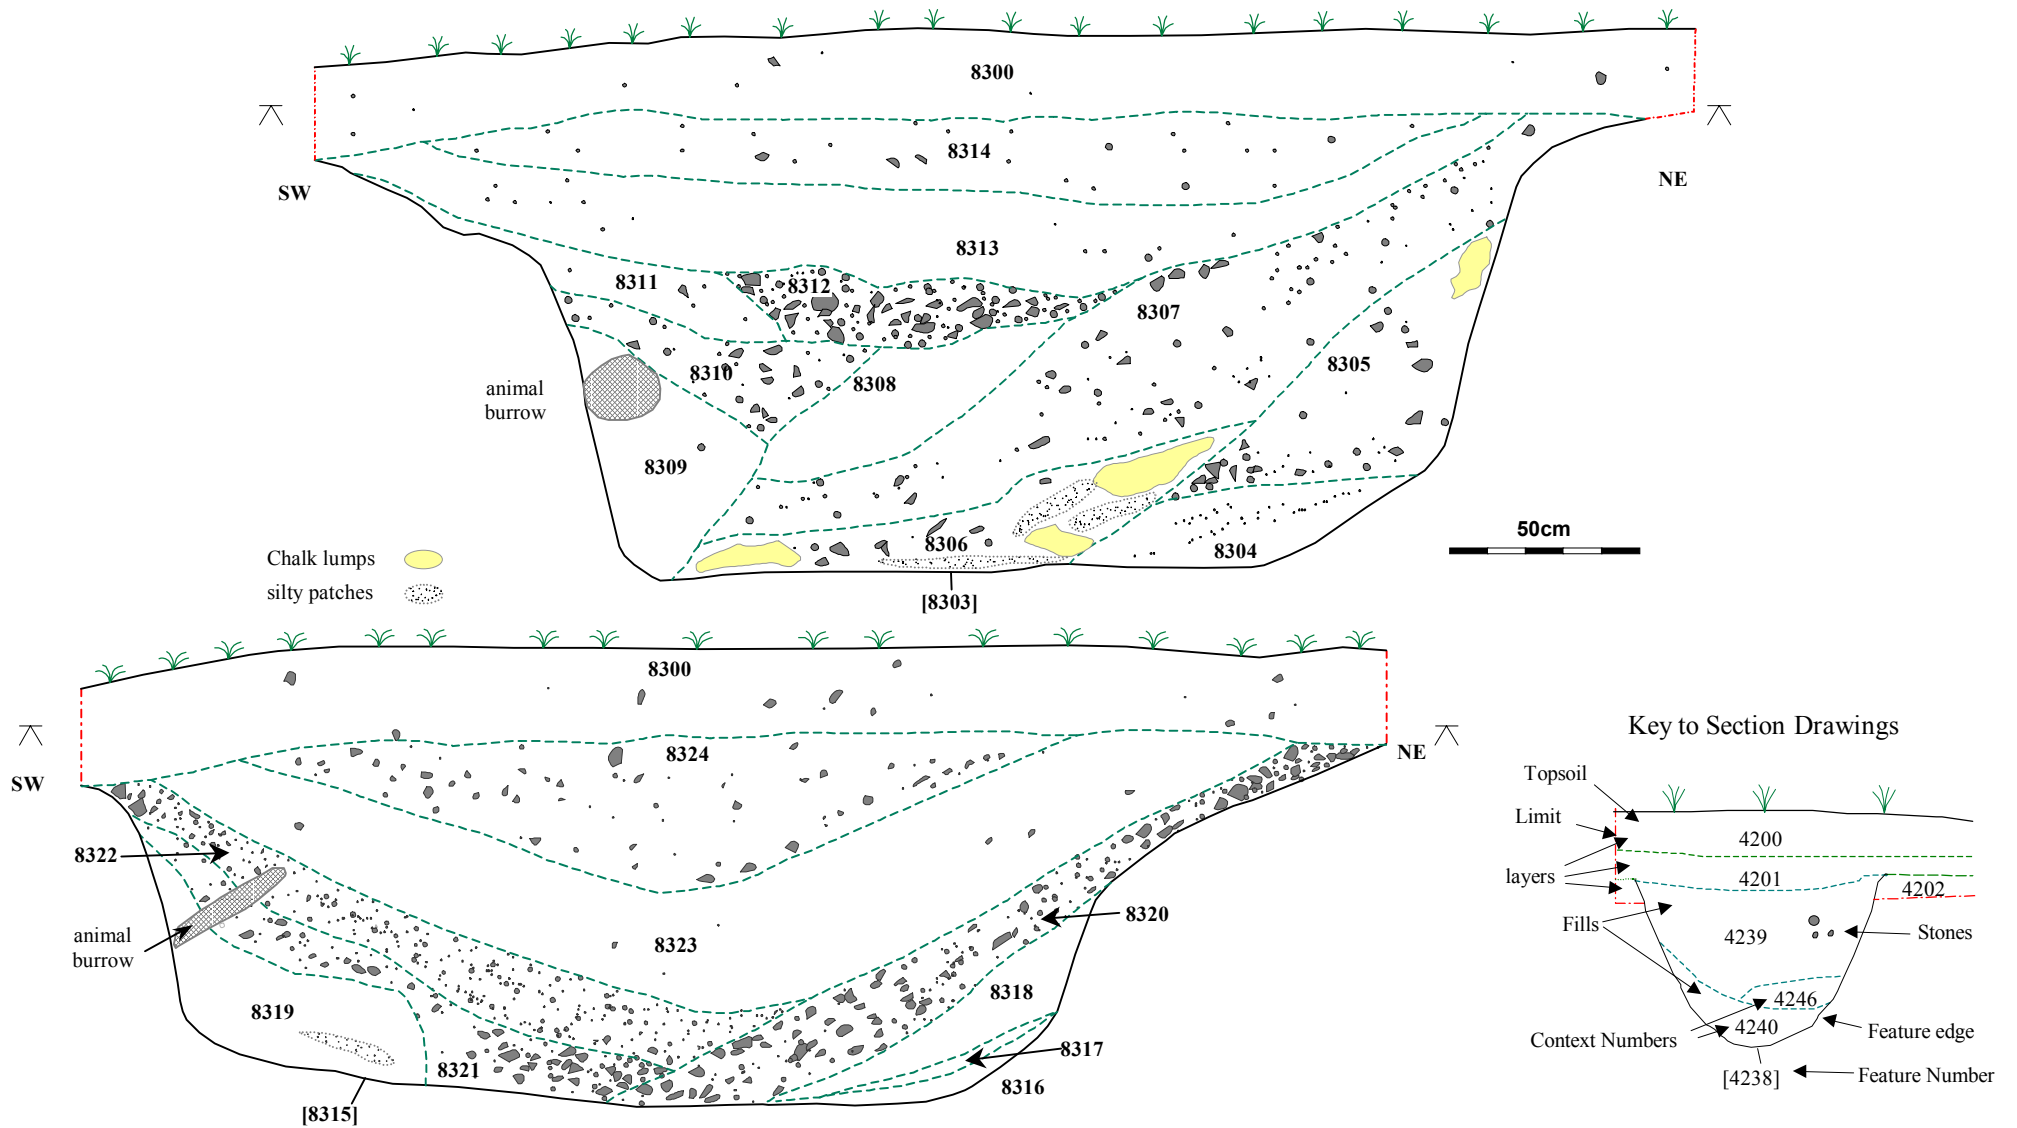 8300
8314
SW
NE
8313
8311
8312
8307
8305
8310
8308
animal
burrow
8309
50cm
8306
8304
Chalk lumps
silty patches
[8303]
8300
8324
Key to Section Drawings
SW
NE
Topsoil
Limit
4200
8322
layers
4201
4202
8320
Fills
4239
Stones
animal
burrow
8323
8318
4246
8319
4240
Context Numbers
Feature edge
8317
8321
8316
[4238]
Feature Number
[8315]